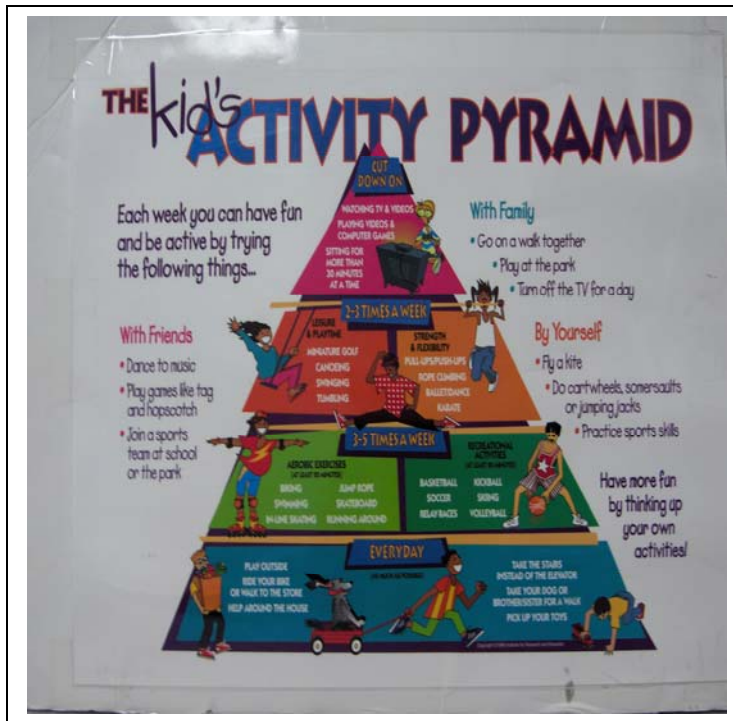 THE kid's ACTIVITY PYRAMID
Each week you can have fun
and be active by trying
the following things...
CUT
DOWN ON
WATCHING TV & VIDEOS
PLAYING VIDEOS &
COMPUTER GAMES
SITTING FOR
MORE THAN
30 MINUTES
AT A TIME
With Family
• Go on a walk together
• Play at the park
• Turn off the TV for a day
2-3 TIMES A WEEK
LEISURE
& PLAYTIME
MINIATURE GOLF
CANOEING
SWINGING
TUMBLING
STRENGTH
& FLEXIBILITY
PULL-UPS/PUSH-UPS
ROPE CLIMBING
BALLET/DANCE
KARATE
With Friends
• Dance to music
• Play games like tag
and hopscotch
• Join a sports
team at school
or the park
By Yourself
• Fly a kite
• Do cartwheels, somersaults
or jumping jacks
• Practice sports skills
3-5 TIMES A WEEK
AEROBIC EXERCISES
BIKING
SWIMMING
IN-LINE SKATING
JUMP ROPE
SKATEBOARD
RUNNING AROUND
RECREATIONAL
ACTIVITIES
BASKETBALL
SOCCER
RELAY RACES
KICKBALL
SKIING
VOLLEYBALL
Have more fun
by thinking up
your own
activities!
EVERYDAY
(AS MUCH AS POSSIBLE)
PLAY OUTSIDE
RIDE YOUR BIKE
OR WALK TO THE STORE
HELP AROUND THE HOUSE
TAKE THE STAIRS
INSTEAD OF THE ELEVATOR
TAKE YOUR DOG OR
BROTHER/SISTER FOR A WALK
PICK UP YOUR TOYS